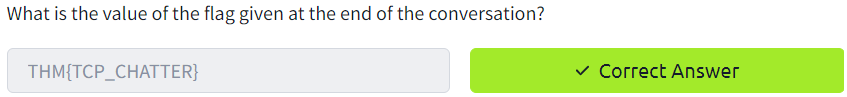 What is the value of the flag given at the end of the conversation?
THM{TCP_CHATTER}
✓ Correct Answer